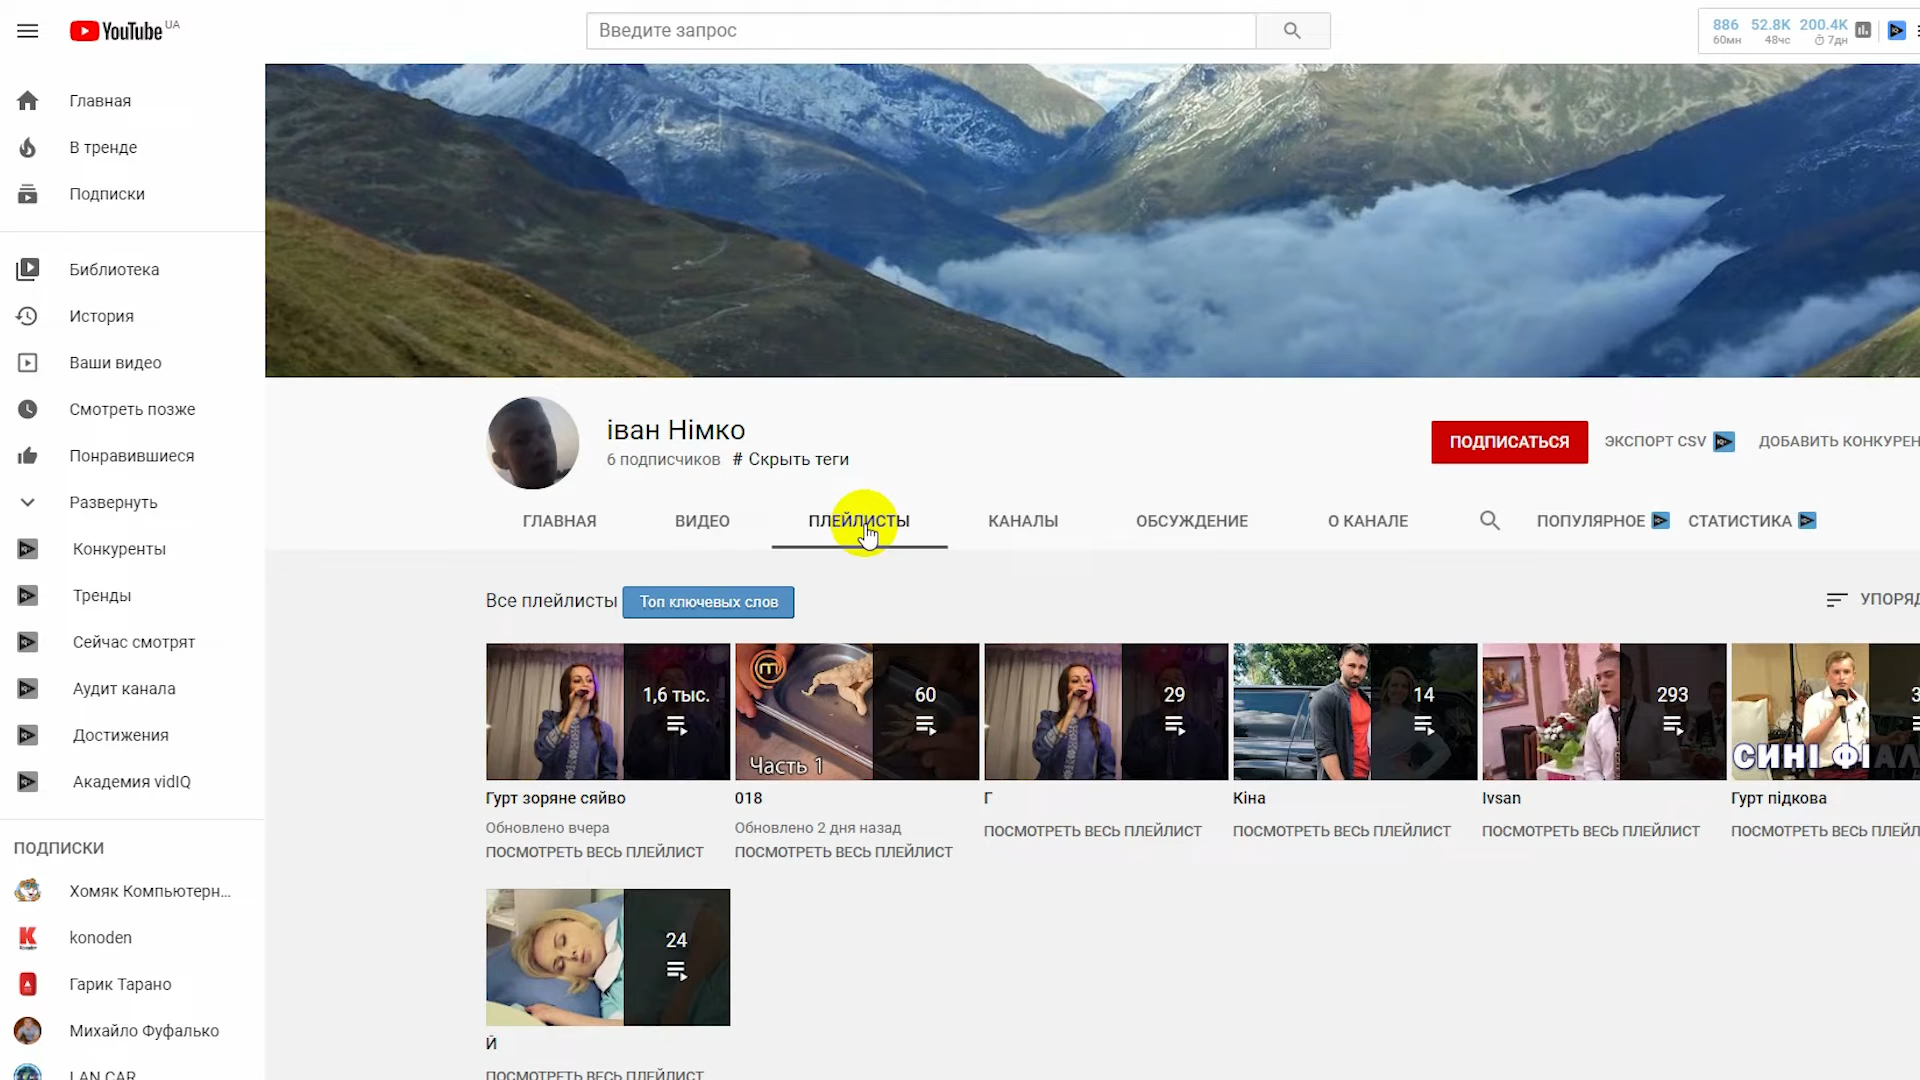 YouTube UA
Введите запрос
886 52.8K 200.4K
60мн 48чс 7дн
Главная
В тренде
Подписки
Библиотека
История
Ваши видео
Смотреть позже
Понравившиеся
Развернуть
Конкуренты
Тренды
Сейчас смотрят
Аудит канала
Достижения
Академия vidIQ
ПОДПИСКИ
Хомяк Компьютерн...
konoden
Гарик Тарано
Михайло Фуфалько
LAN CAR
іван Німко
6 подписчиков # Скрыть теги
ПОДПИСАТЬСЯ ЭКСПОРТ CSV ДОБАВИТЬ КОНКУРЕН
ГЛАВНАЯ ВИДЕО ПЛЕЙЛИСТЫ КАНАЛЫ ОБСУЖДЕНИЕ О КАНАЛЕ ПОПУЛЯРНОЕ СТАТИСТИКА
Все плейлисты Топ ключевых слов УПОРЯД
1,6 тыс. 60 29 14 293 3
Часть 1 СИНІ ФІАЛ
Гурт зоряне сяйво 018 Г Кіна Ivsan Гурт підкова
Обновлено вчера Обновлено 2 дня назад
ПОСМОТРЕТЬ ВЕСЬ ПЛЕЙЛИСТ ПОСМОТРЕТЬ ВЕСЬ ПЛЕЙЛИСТ ПОСМОТРЕТЬ ВЕСЬ ПЛЕЙЛИСТ ПОСМОТРЕТЬ ВЕСЬ ПЛЕЙЛИСТ ПОСМОТРЕТЬ ВЕСЬ ПЛЕЙЛИСТ ПОСМОТРЕТЬ ВЕСЬ ПЛЕЙЛ
24
Й
ПОСМОТРЕТЬ ВЕСЬ ПЛЕЙЛИСТ